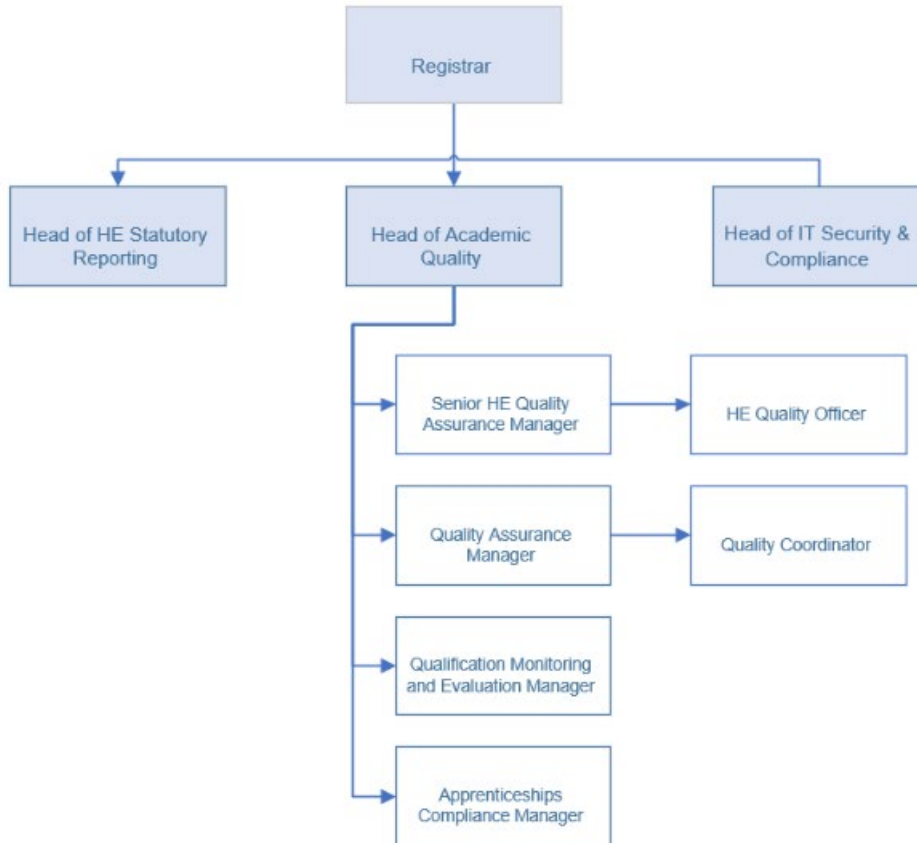 Registrar
Head of HE Statutory
Reporting
Head of Academic
Quality
Head of IT Security &
Compliance
Senior HE Quality
Assurance Manager
HE Quality Officer
Quality Assurance
Manager
Quality Coordinator
Qualification Monitoring
and Evaluation Manager
Apprenticeships
Compliance Manager